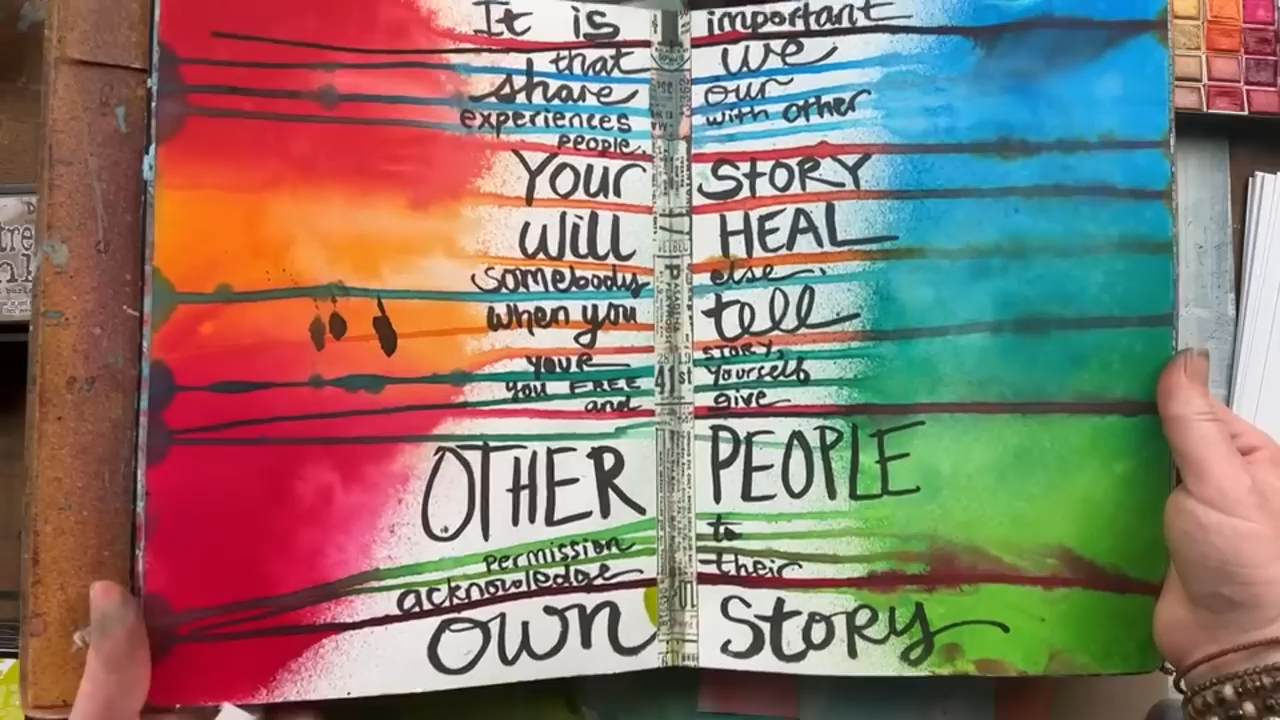 It is important
that we
share our
experiences with other
people.
Your STORY
will HEAL
somebody else.
when you tell
your STORY,
you FREE yourself
and give
OTHER PEOPLE
permission to
acknowledge their
own Story
41st